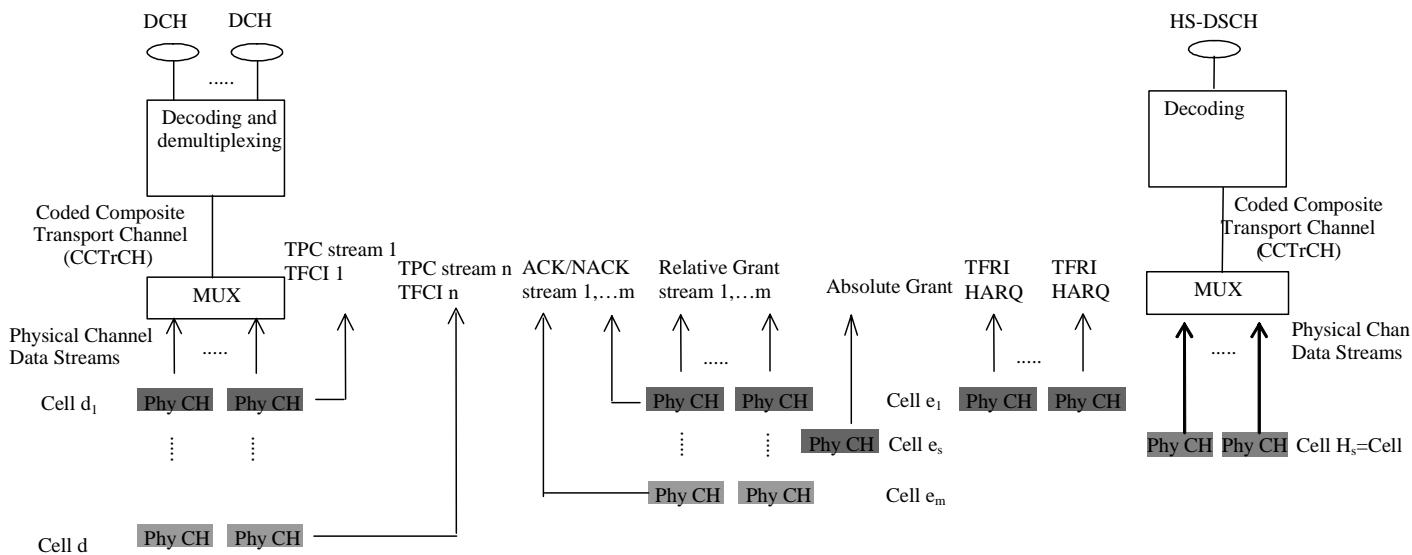 DCH DCH HS-DSCH
.....
Decoding and
demultiplexing
Decoding
Coded Composite
Transport Channel
(CCTrCH)
Coded Composite
Transport Channel
(CCTrCH)
TPC stream 1
TFCI 1
TPC stream n
TFCI n
ACK/NACK
stream 1,…m
Relative Grant
stream 1,…m
Absolute Grant
TFRI
HARQ
TFRI
HARQ
MUX
MUX
Physical Channel
Data Streams
.....
.....
.....
.....
Physical Chan
Data Streams
Cell d1 Phy CH Phy CH
Phy CH Phy CH Cell e1 Phy CH Phy CH
Phy CH Cell es
Phy CH Phy CH Cell Hs=Cell
Phy CH Phy CH Cell em
Cell d Phy CH Phy CH